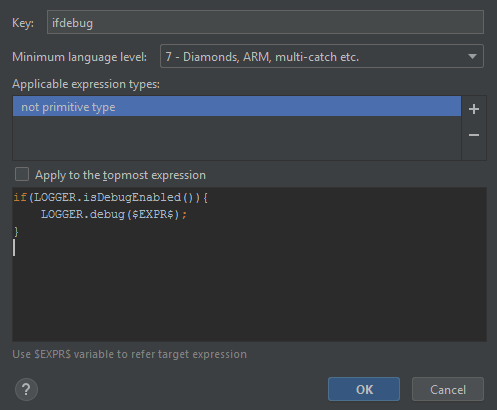 Key: ifdebug
Minimum language level: 7 - Diamonds, ARM, multi-catch etc.
Applicable expression types:
not primitive type
+
−
Apply to the topmost expression
if(LOGGER.isDebugEnabled()){
    LOGGER.debug($EXPR$);
}
Use $EXPR$ variable to refer target expression
? OK Cancel